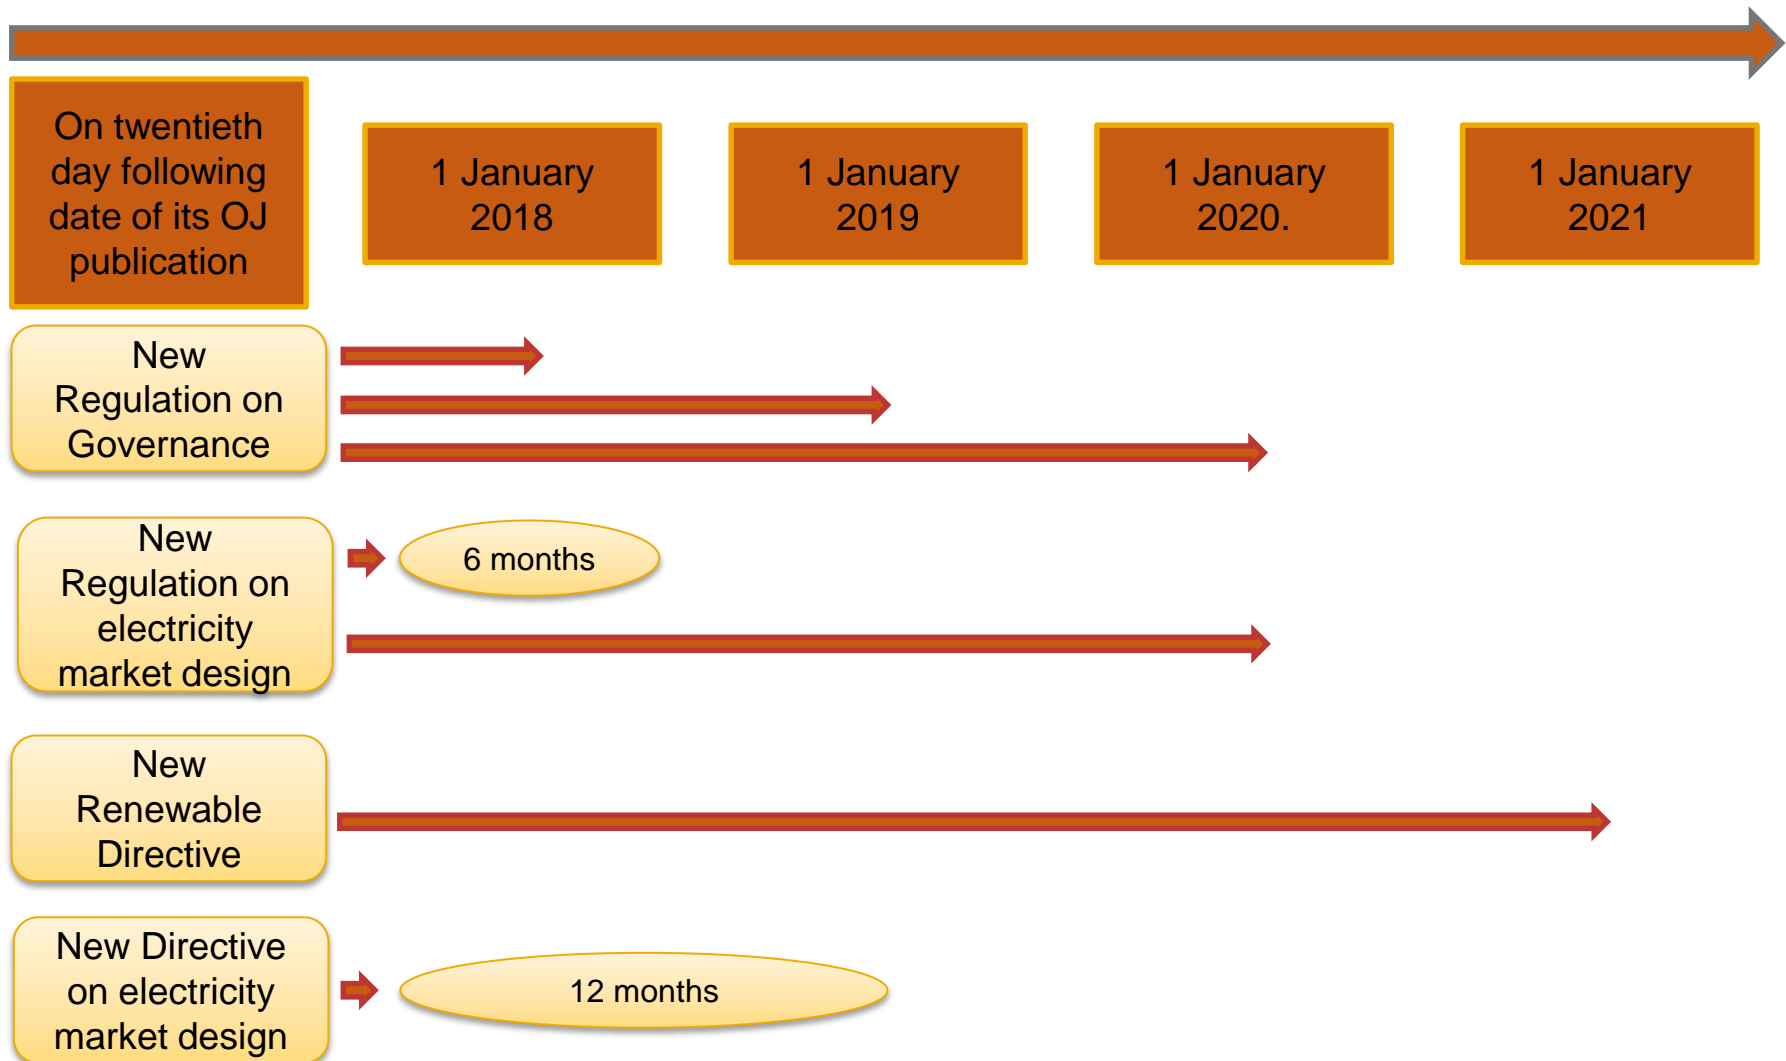 On twentieth
day following
date of its OJ
publication
1 January
2018
1 January
2019
1 January
2020.
1 January
2021
New
Regulation on
Governance
New
Regulation on
electricity
market design
6 months
New
Renewable
Directive
New Directive
on electricity
market design
12 months